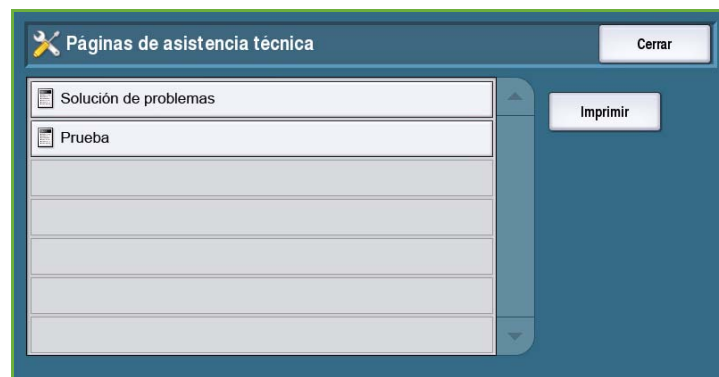 Páginas de asistencia técnica
Cerrar
Solución de problemas
Imprimir
Prueba